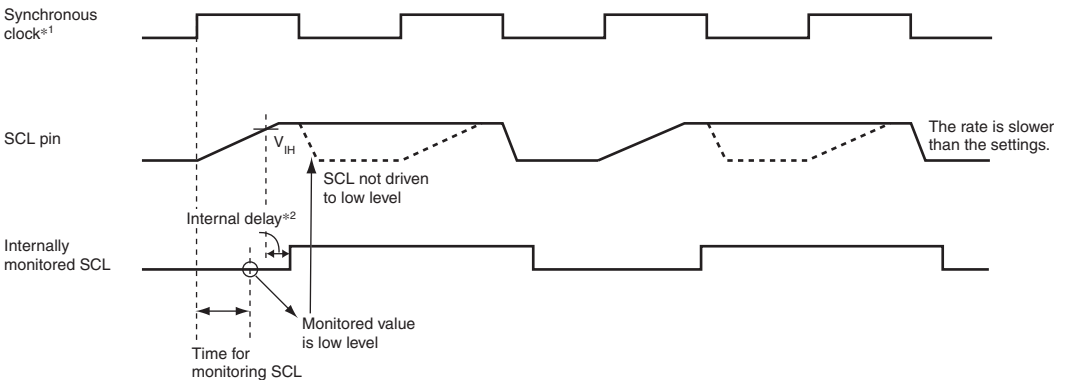 Synchronous
clock*1
SCL pin
VIH
The rate is slower
than the settings.
SCL not driven
to low level
Internal delay*2
Internally
monitored SCL
Monitored value
is low level
Time for
monitoring SCL